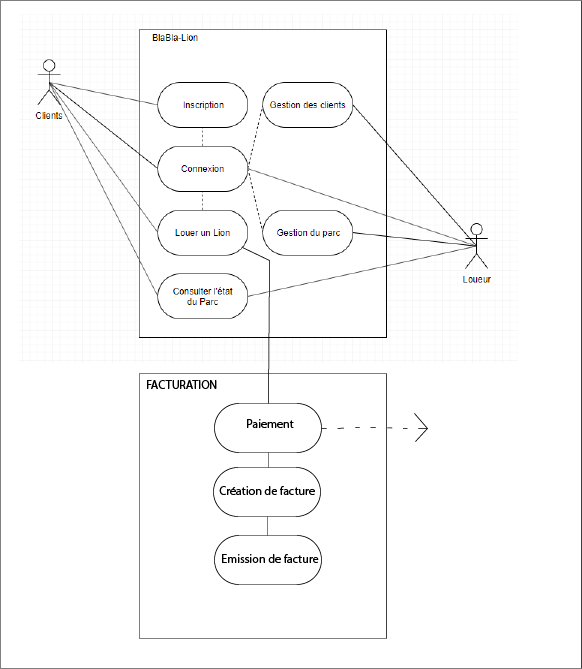 BlaBla-Lion
Clients
Inscription
Gestion des clients
Connexion
Louer un Lion
Gestion du parc
Loueur
Consulter l'état
du Parc
FACTURATION
Paiement
Création de facture
Emission de facture